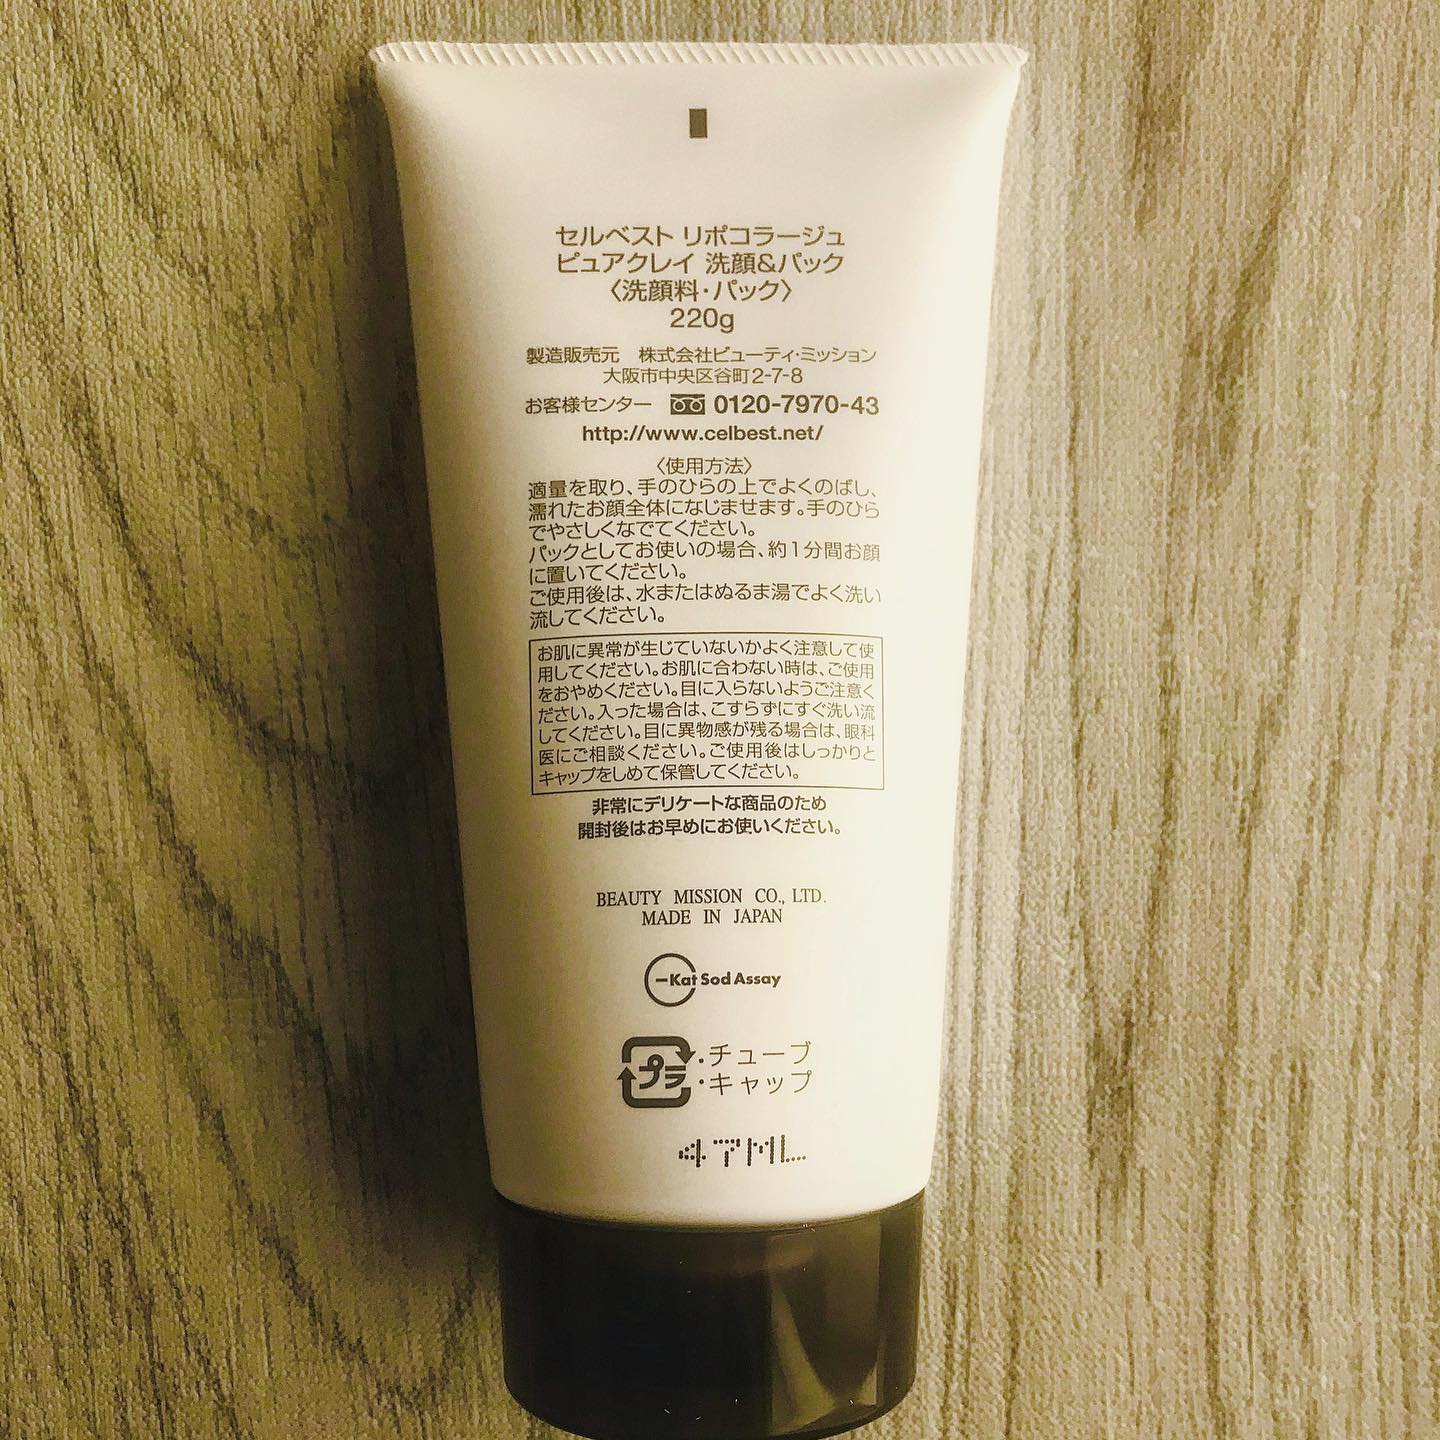 セルベスト リポコラージュ
ピュアクレイ 洗顔&パック
〈洗顔料・パック〉
220g
製造販売元 株式会社ビューティ・ミッション
大阪市中央区谷町2-7-8
お客様センター 0120-7970-43
http://www.celbest.net/
〈使用方法〉
適量を取り、手のひらの上でよくのばし、
濡れたお顔全体になじませます。手のひら
でやさしくなでてください。
パックとしてお使いの場合、約1分間お顔
に置いてください。
ご使用後は、水またはぬるま湯でよく洗い
流してください。
お肌に異常が生じていないかよく注意して使
用してください。お肌に合わない時は、ご使用
をおやめください。目に入らないようご注意く
ださい。入った場合は、こすらずにすぐ洗い流
してください。目に異物感が残る場合は、眼科
医にご相談ください。ご使用後はしっかりと
キャップをしめて保管してください。
非常にデリケートな商品のため
開封後はお早めにお使いください。
BEAUTY MISSION CO., LTD.
MADE IN JAPAN
-Kat Sod Assay
プラ ・チューブ
・キャップ
47ML